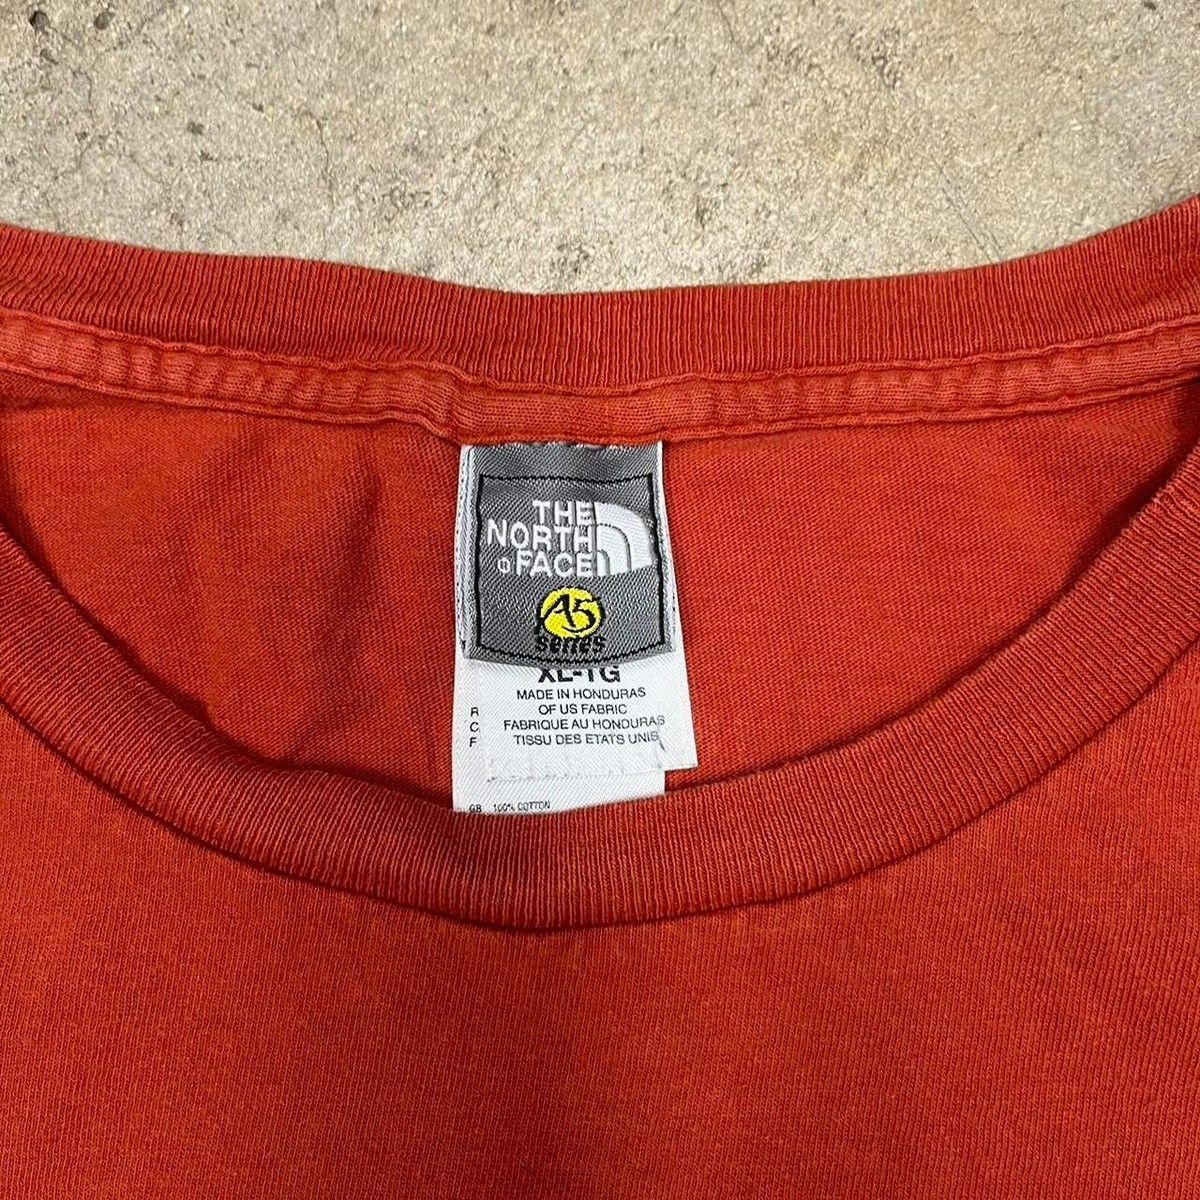 THE
NORTH
FACE
A5
series
XL-TG
MADE IN HONDURAS
OF US FABRIC
FABRIQUE AU HONDURAS
TISSU DES ETATS UNIS
R
C
F
GB 100% COTTON